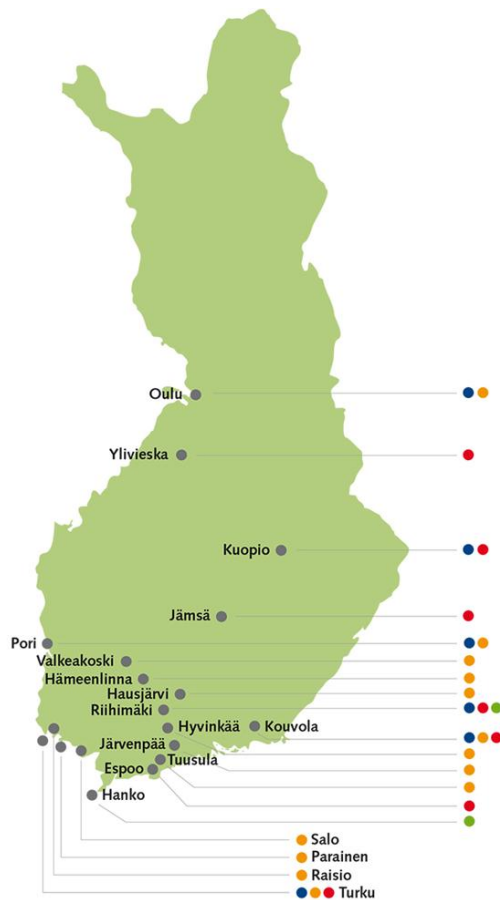 Oulu
Ylivieska
Kuopio
Jämsä
Pori
Valkeakoski
Hämeenlinna
Hausjärvi
Riihimäki
Hyvinkää
Kouvola
Järvenpää
Tuusula
Espoo
Hanko
Salo
Parainen
Raisio
Turku